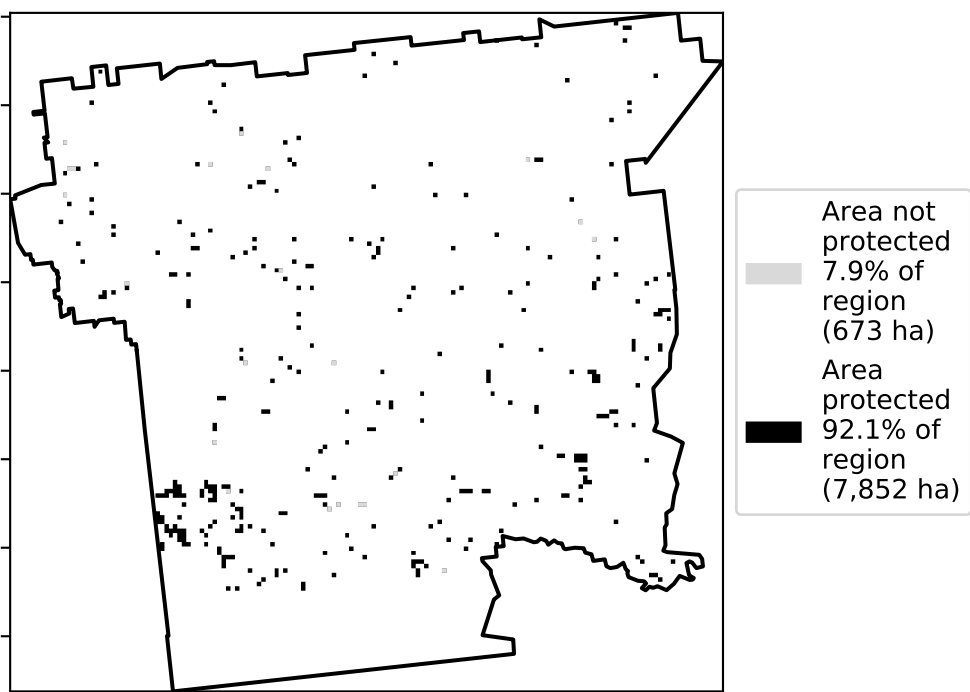 Area not
protected
7.9% of
region
(673 ha)
Area
protected
92.1% of
region
(7,852 ha)